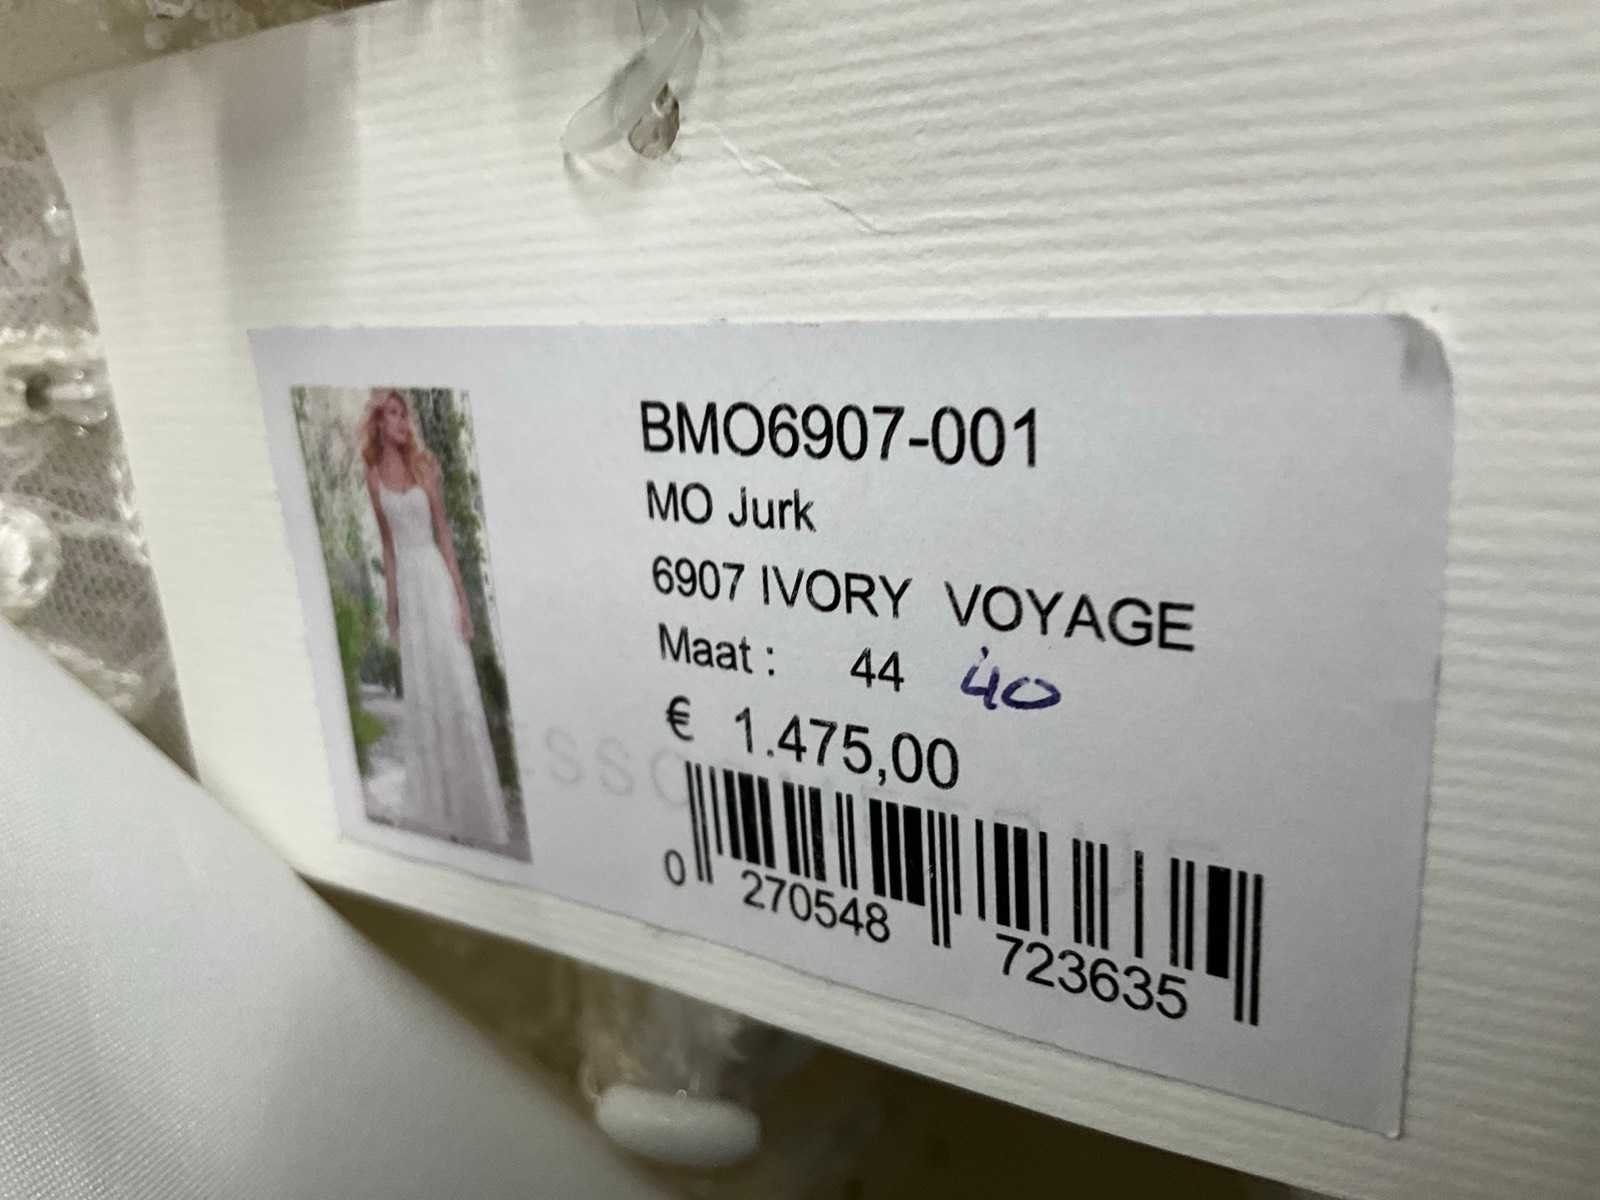 BMO6907-001
MO Jurk
6907 IVORY VOYAGE
Maat : 44 40
€ 1.475,00
0 270548 723635